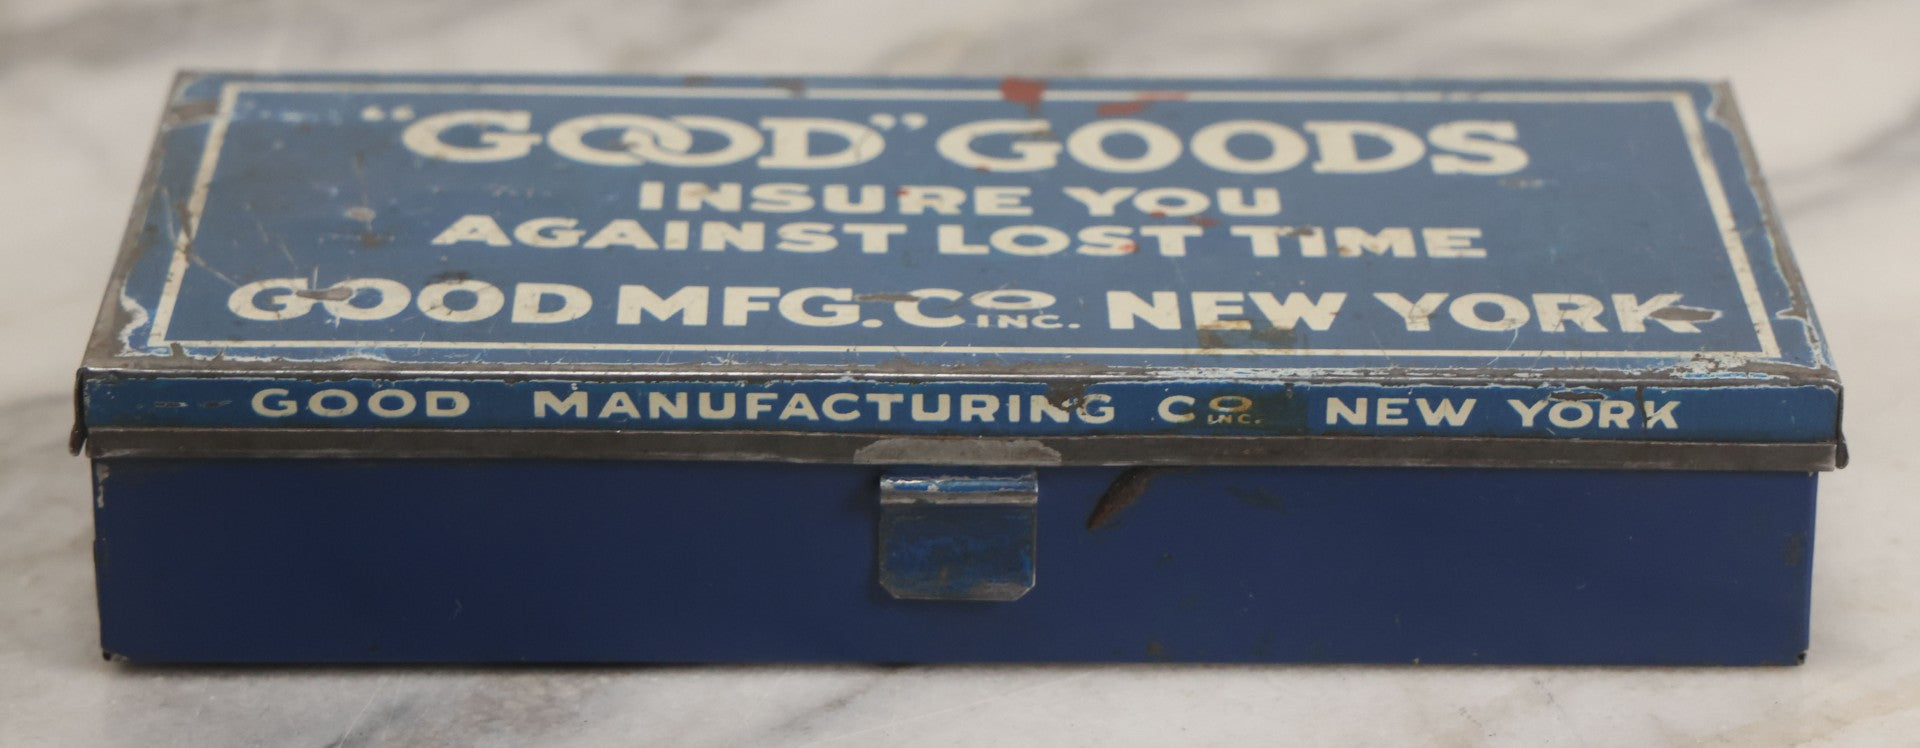 "GOOD" GOODS
INSURE YOU
AGAINST LOST TIME
GOOD MFG. CO. INC. NEW YORK
GOOD MANUFACTURING CO. INC. NEW YORK